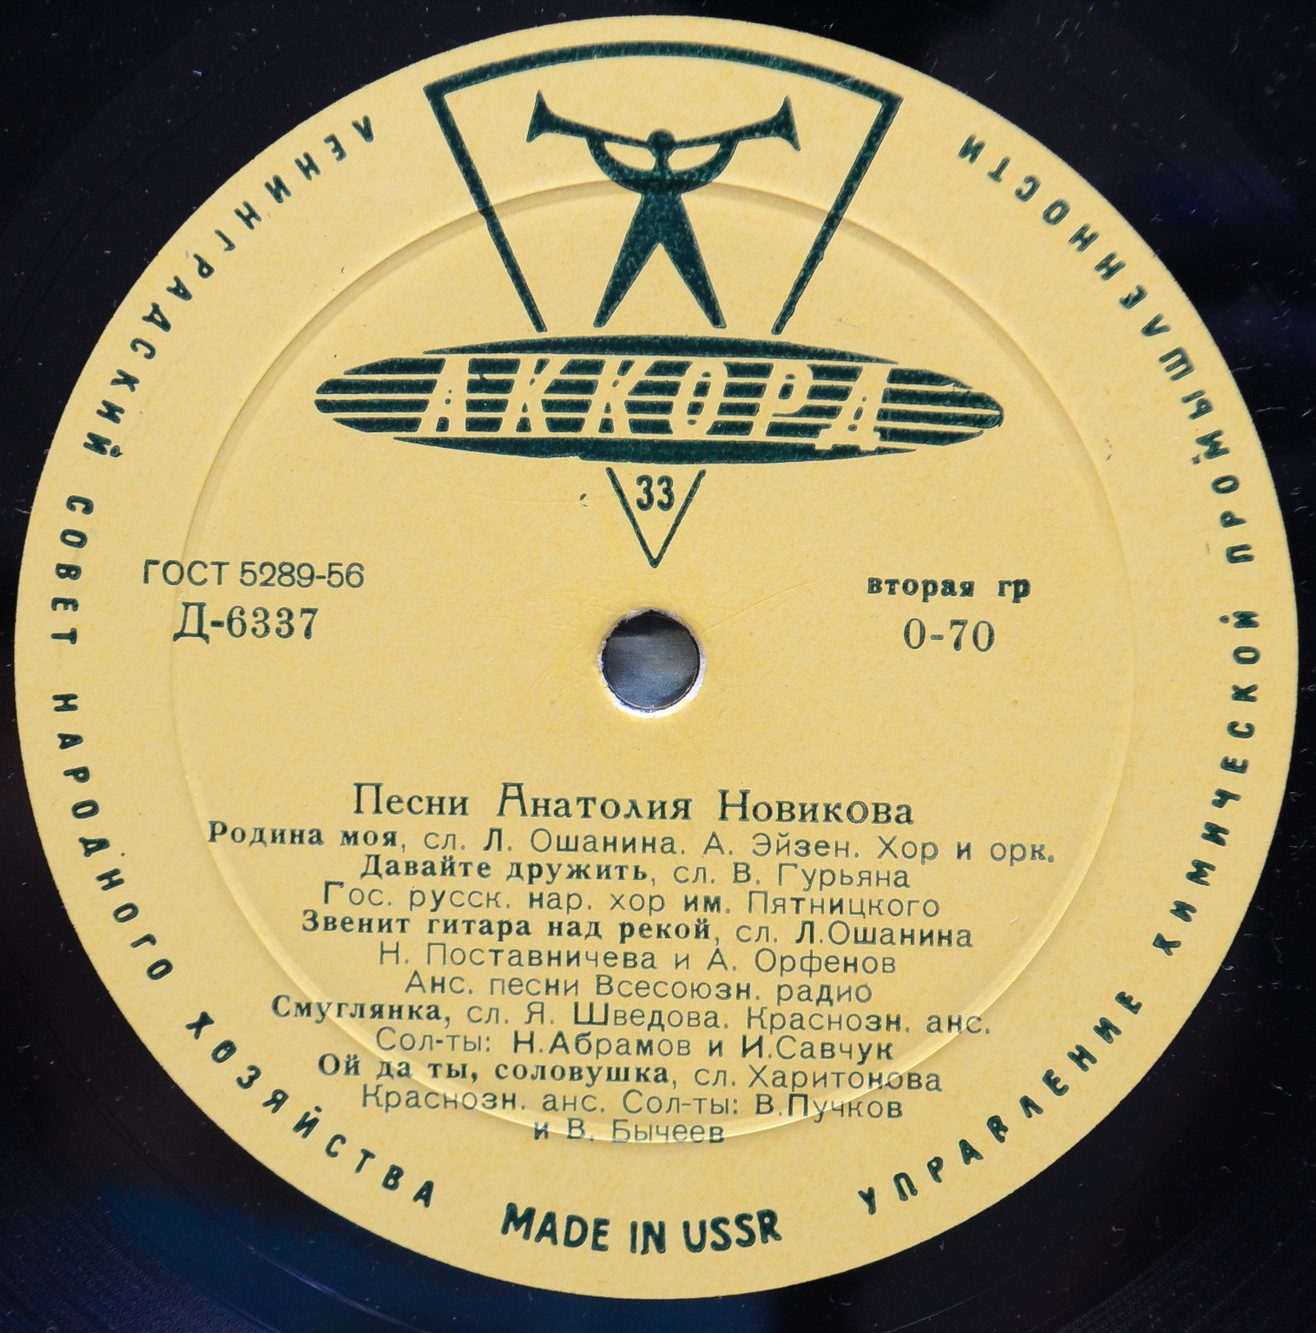 ЛЕНИНГРАДСКИЙ СОВЕТ НАРОДНОГО ХОЗЯЙСТВА
УПРАВЛЕНИЕ ХИМИЧЕСКОЙ ПРОМЫШЛЕННОСТИ
АККОРД
33
ГОСТ 5289-56
Д-6337
вторая гр
0-70
Песни Анатолия Новикова
Родина моя, сл. Л. Ошанина. А. Эйзен. Хор и орк.
Давайте дружить, сл. В. Гурьяна
Гос. русск. нар. хор им. Пятницкого
Звенит гитара над рекой, сл. Л.Ошанина
Н. Поставничева и А. Орфенов
Анс. песни Всесоюзн. радио
Смуглянка, сл. Я. Шведова. Краснозн. анс.
Сол-ты: Н.Абрамов и И.Савчук
Ой да ты, соловушка, сл. Харитонова
Краснозн. анс. Сол-ты: В.Пучков
и В. Бычеев
MADE IN USSR